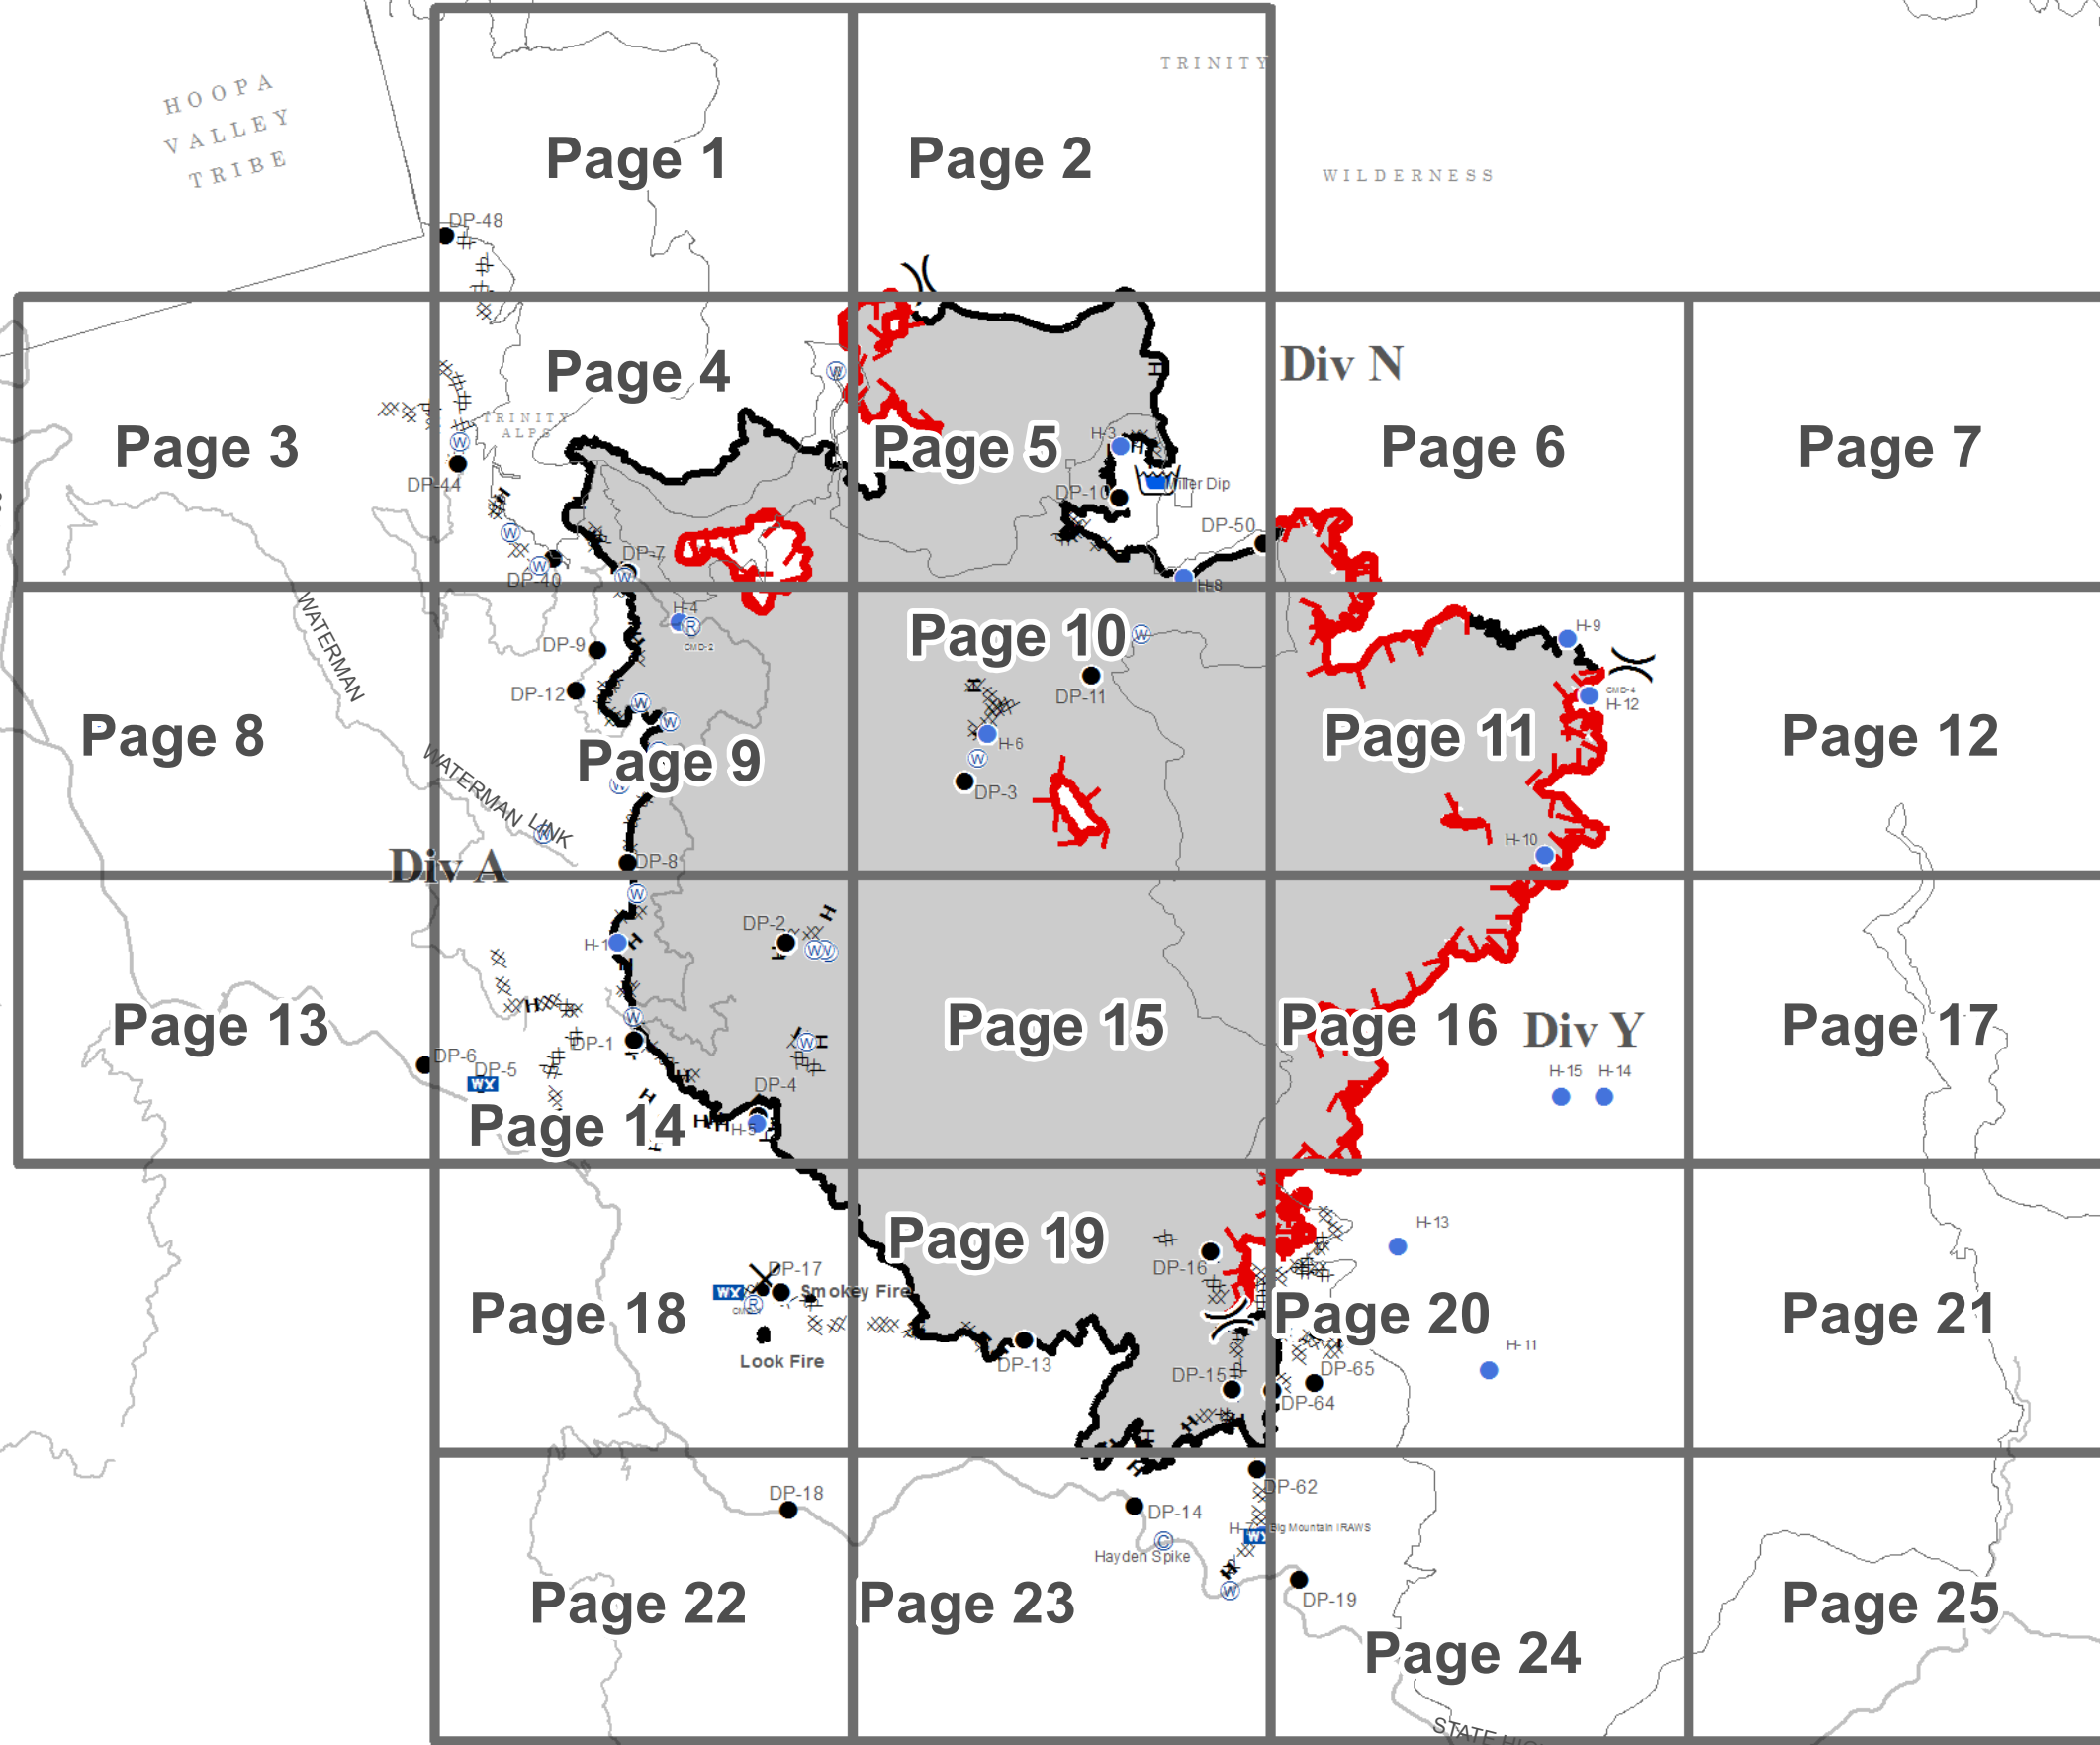 TRINITY
HOOPA
VALLEY
TRIBE
Page 1
Page 2
WILDERNESS
DP-48
Page 3
Page 4
TRINITY
ALPS
Div N
Page 5
Page 6
Page 7
H-3
DP-44
DP-10
Miller Dip
DP-50
DP-7
DP-40
H-8
WATERMAN
H-4
CMD-2
DP-9
DP-12
Page 10
DP-11
H-9
CMD-4
H-12
Page 8
WATERMAN LINK
Page 9
H-6
DP-3
Page 11
Page 12
H-10
Div A
DP-8
DP-2
H-1
Page 13
DP-6
DP-5
WX
DP-1
DP-4
H-5
Page 14
Page 15
Page 16
Div Y
H-15
H-14
Page 17
Page 18
DP-17
WX
R
Smokey Fire
Look Fire
Page 19
DP-16
H-13
Page 20
Page 21
H-11
DP-13
DP-15
DP-65
DP-64
DP-18
DP-62
DP-14
H-7
WX
Big Mountain IRAWS
Hayden Spike
Page 22
Page 23
DP-19
Page 24
Page 25